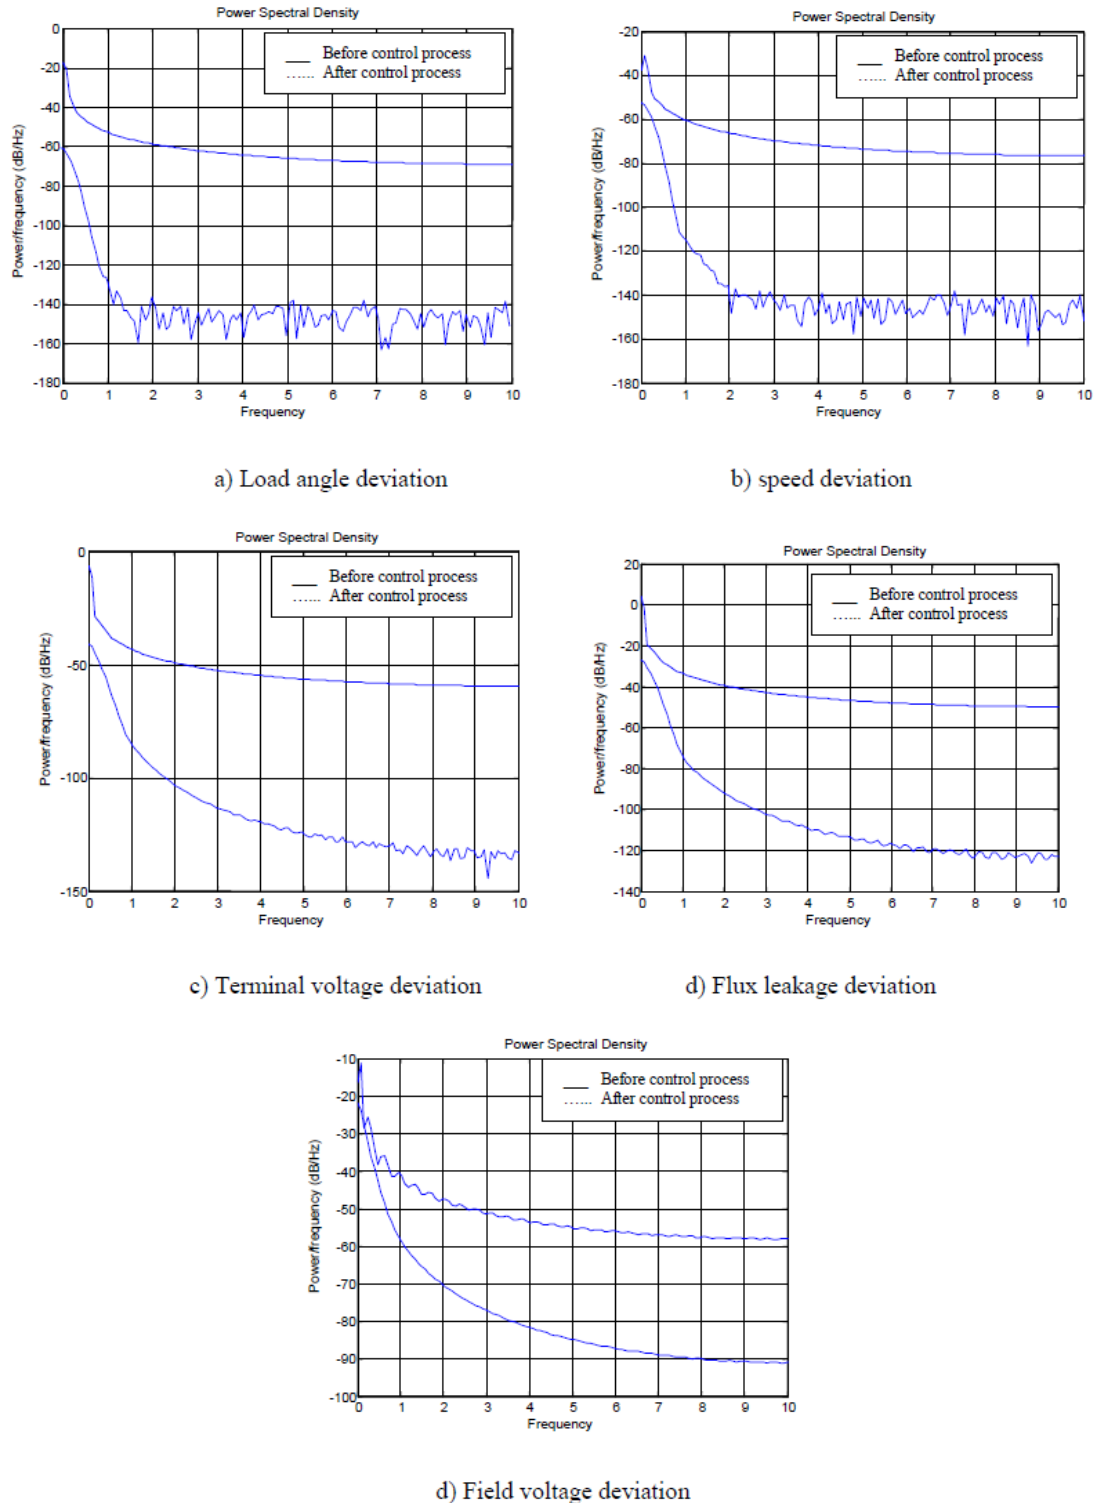 Power Spectral Density
Before control process
After control process
0
-20
-40
-60
-80
-100
-120
-140
-160
-180
Power/frequency (dB/Hz)
0 1 2 3 4 5 6 7 8 9 10
Frequency
a) Load angle deviation
Power Spectral Density
Before control process
After control process
-20
-40
-60
-80
-100
-120
-140
-160
-180
Power/frequency (dB/Hz)
0 1 2 3 4 5 6 7 8 9 10
Frequency
b) speed deviation
Power Spectral Density
Before control process
After control process
0
-50
-100
-150
Power/frequency (dB/Hz)
0 1 2 3 4 5 6 7 8 9 10
Frequency
c) Terminal voltage deviation
Power Spectral Density
Before control process
After control process
20
0
-20
-40
-60
-80
-100
-120
-140
Power/frequency (dB/Hz)
0 1 2 3 4 5 6 7 8 9 10
Frequency
d) Flux leakage deviation
Power Spectral Density
Before control process
After control process
-10
-20
-30
-40
-50
-60
-70
-80
-90
-100
Power/frequency (dB/Hz)
0 1 2 3 4 5 6 7 8 9 10
Frequency
d) Field voltage deviation